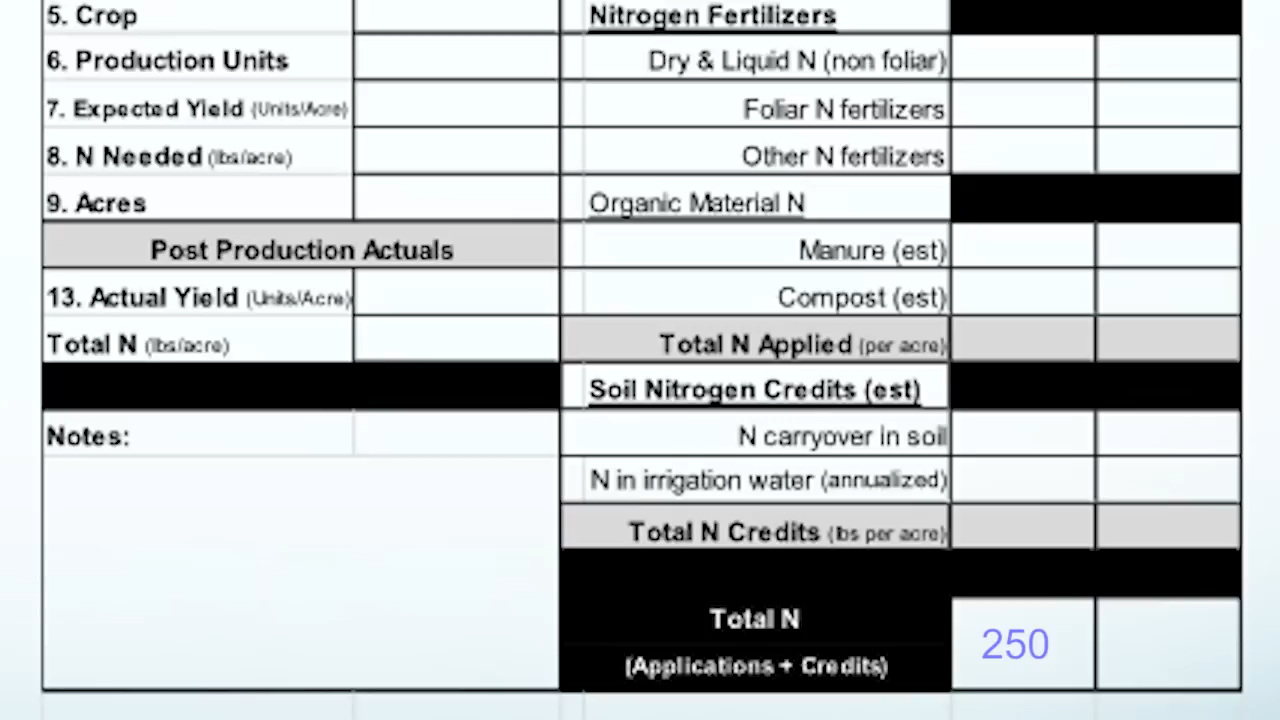 5. Crop
Nitrogen Fertilizers
6. Production Units
Dry & Liquid N (non foliar)
7. Expected Yield (Units/Acre)
Foliar N fertilizers
8. N Needed (lbs/acre)
Other N fertilizers
9. Acres
Organic Material N
Post Production Actuals
Manure (est)
13. Actual Yield (Units/Acre)
Compost (est)
Total N (lbs/acre)
Total N Applied (per acre)
Soil Nitrogen Credits (est)
Notes:
N carryover in soil
N in irrigation water (annualized)
Total N Credits (lbs per acre)
Total N
(Applications + Credits)
250